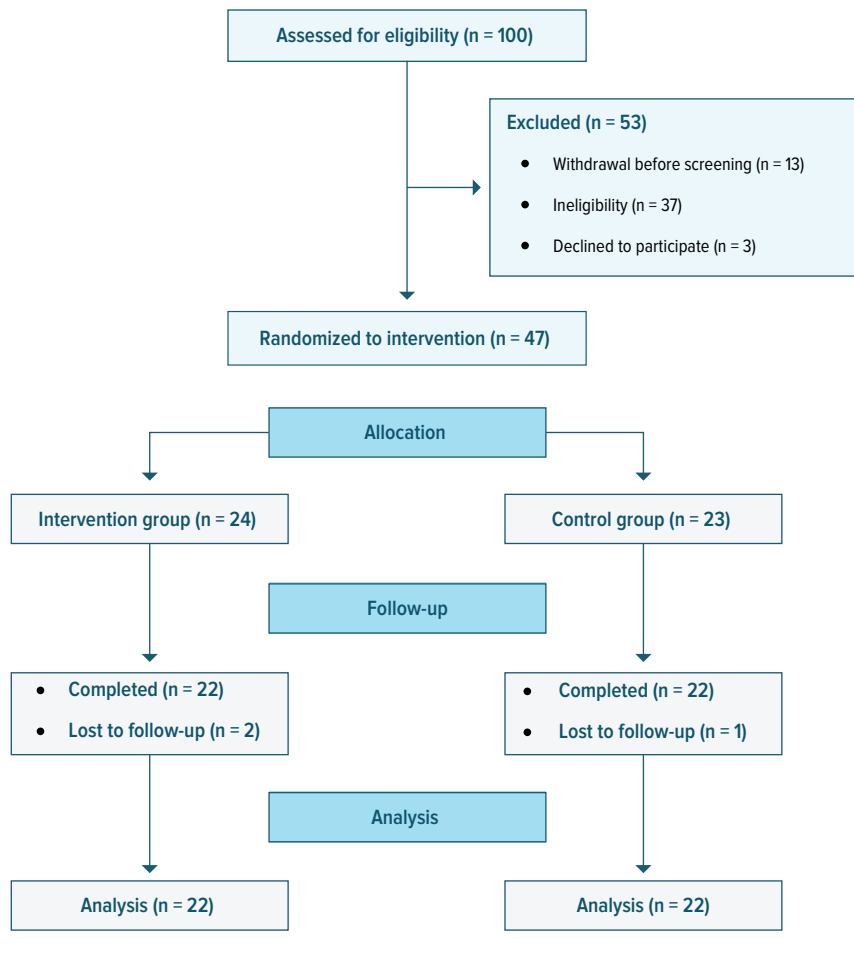 Assessed for eligibility (n = 100)
Excluded (n = 53)
● Withdrawal before screening (n = 13)
● Ineligibility (n = 37)
● Declined to participate (n = 3)
Randomized to intervention (n = 47)
Allocation
Intervention group (n = 24)
Control group (n = 23)
Follow-up
● Completed (n = 22)
● Lost to follow-up (n = 2)
● Completed (n = 22)
● Lost to follow-up (n = 1)
Analysis
Analysis (n = 22)
Analysis (n = 22)